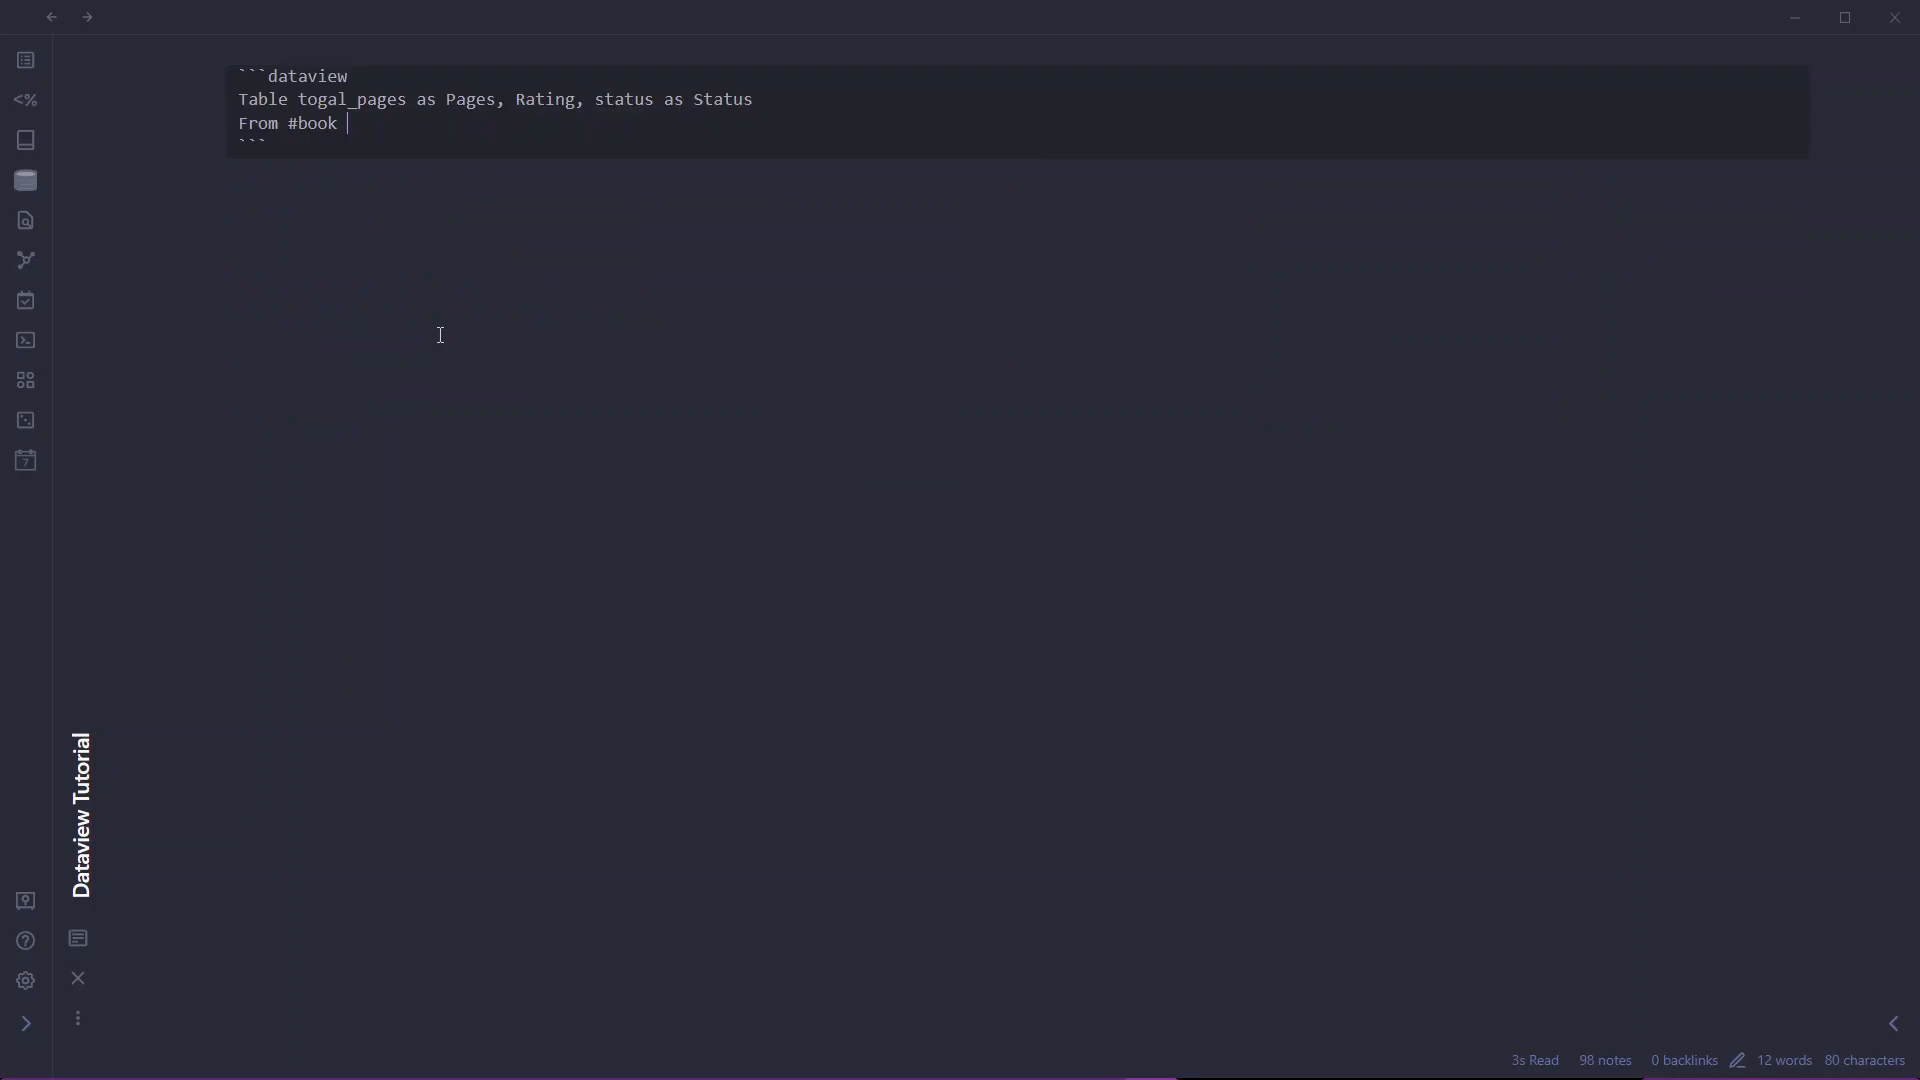 ```dataview
Table togal_pages as Pages, Rating, status as Status
From #book
```
<%
7
Dataview Tutorial
3s Read 98 notes 0 backlinks 12 words 80 characters